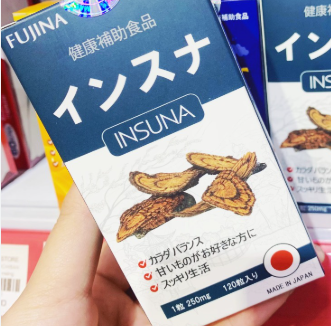 FUJINA
健康補助食品
インスナ
INSUNA
カラダバランス
甘いものがお好きな方に
スッキリ生活
MADE IN JAPAN
1粒 250mg 120粒入り